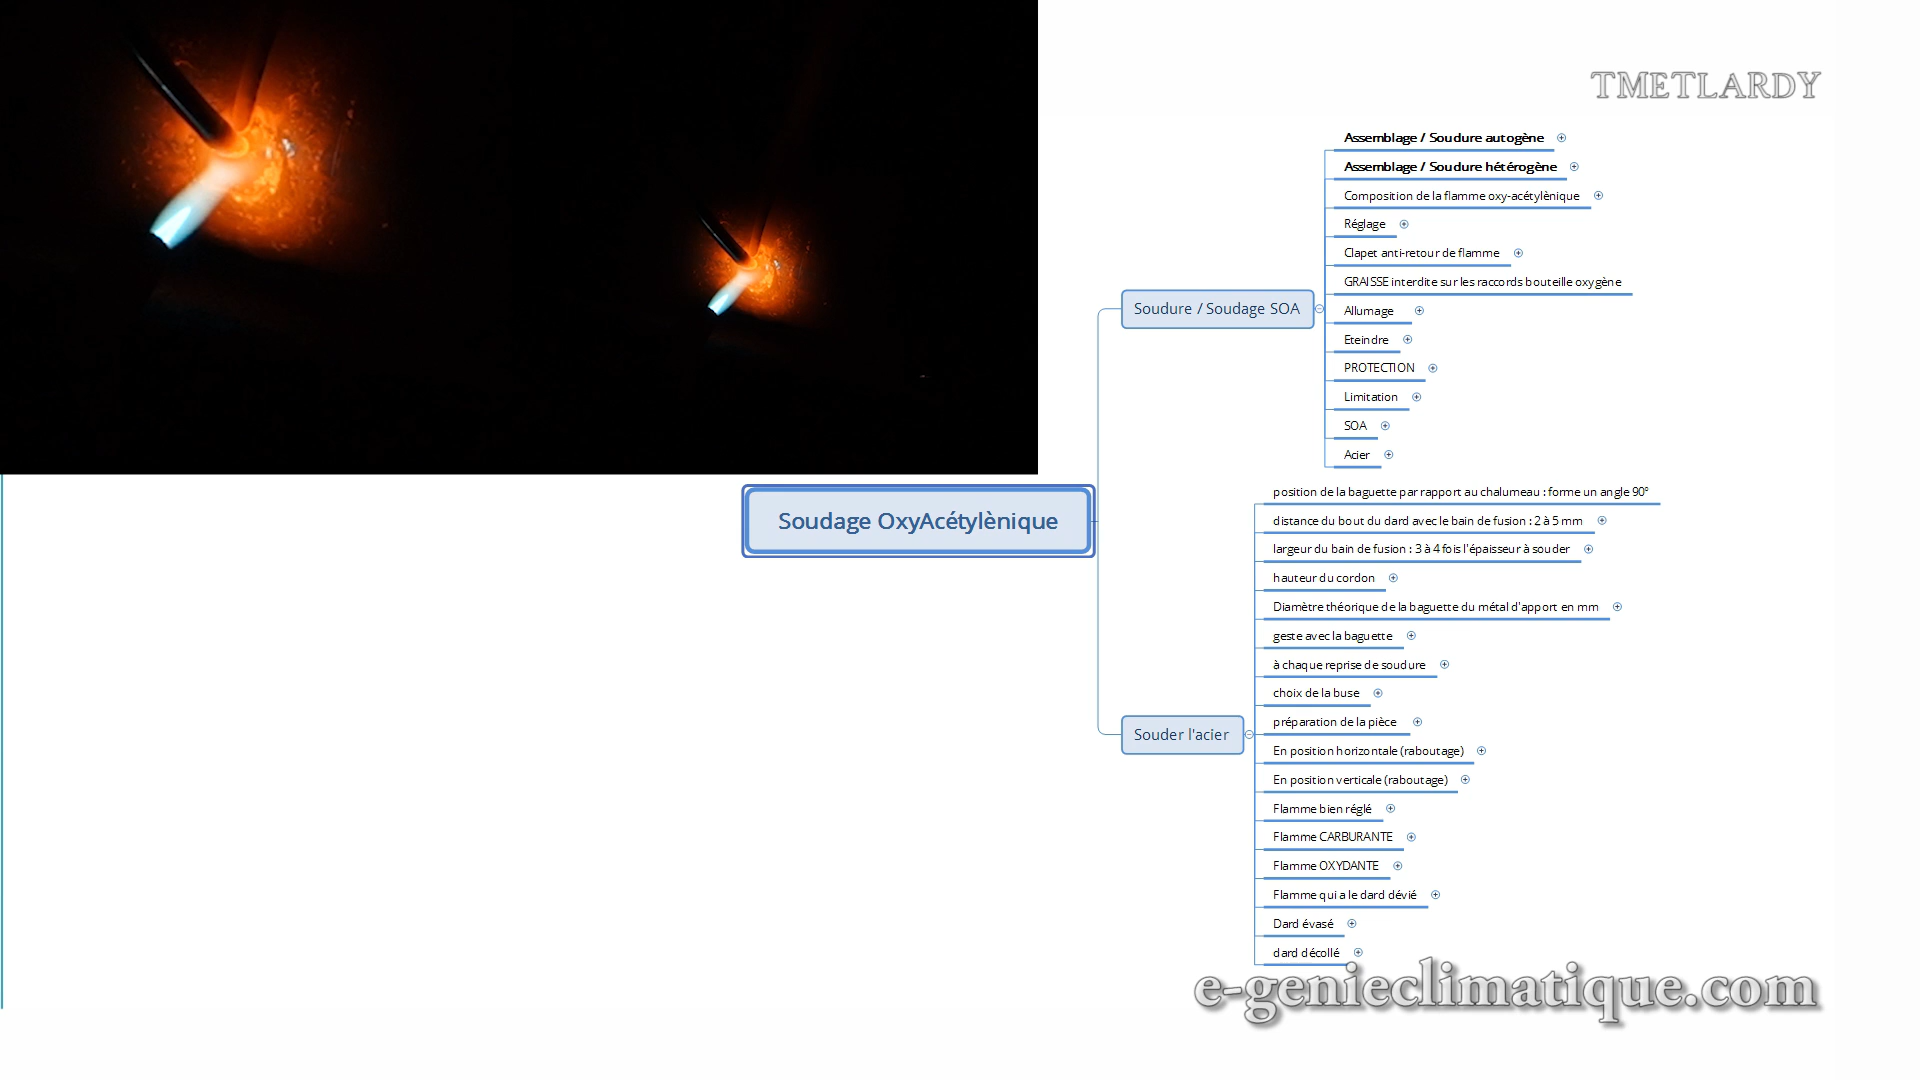 TMETLARDY
Assemblage / Soudure autogène
Assemblage / Soudure hétérogène
Composition de la flamme oxy-acétylènique
Réglage
Clapet anti-retour de flamme
GRAISSE interdite sur les raccords bouteille oxygène
Soudure / Soudage SOA
Allumage
Eteindre
PROTECTION
Limitation
SOA
Acier
Soudage OxyAcétylènique
position de la baguette par rapport au chalumeau : forme un angle 90°
distance du bout du dard avec le bain de fusion : 2 à 5 mm
largeur du bain de fusion : 3 à 4 fois l'épaisseur à souder
hauteur du cordon
Diamètre théorique de la baguette du métal d'apport en mm
geste avec la baguette
à chaque reprise de soudure
choix de la buse
préparation de la pièce
Souder l'acier
En position horizontale (raboutage)
En position verticale (raboutage)
Flamme bien réglé
Flamme CARBURANTE
Flamme OXYDANTE
Flamme qui a le dard dévié
Dard évasé
dard décollé
e-genieclimatique.com